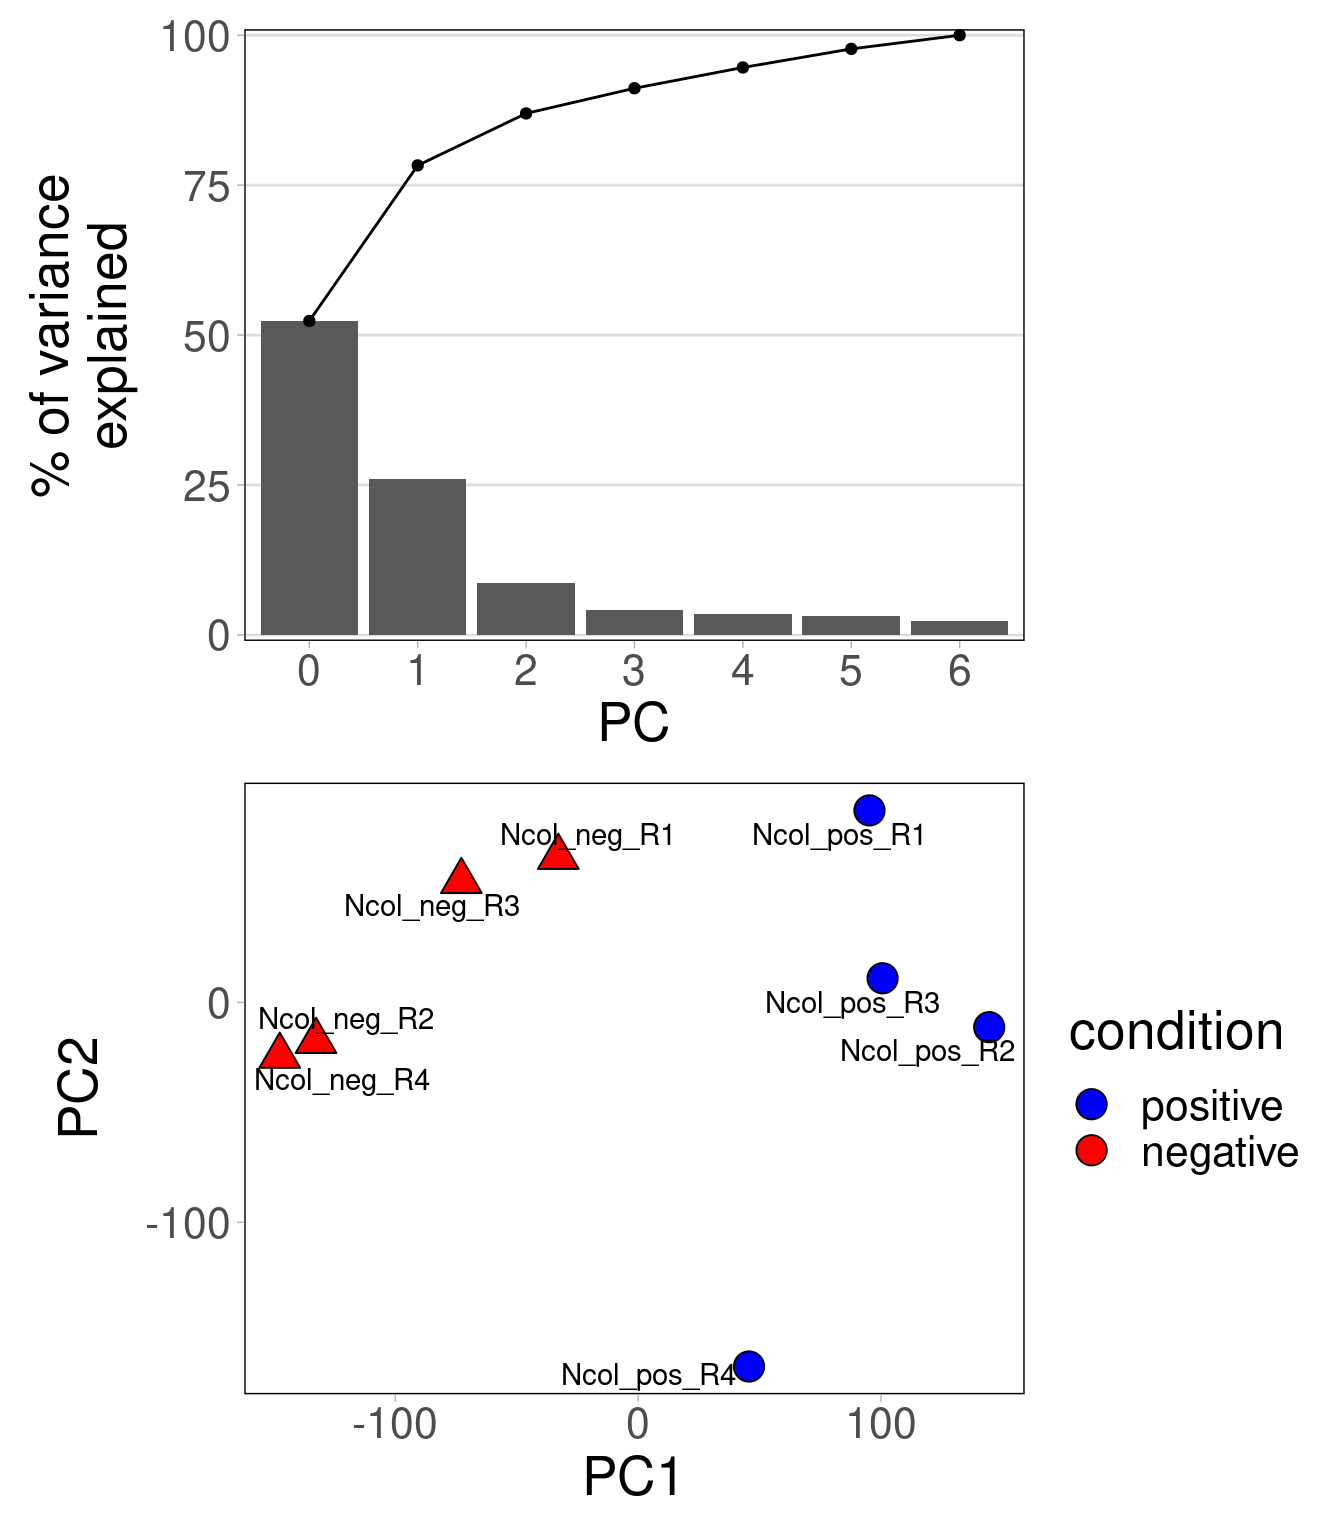 100
75
50
25
0
% of variance
explained
0 1 2 3 4 5 6
PC
Ncol_neg_R1
Ncol_pos_R1
Ncol_neg_R3
Ncol_pos_R3
Ncol_neg_R2
Ncol_pos_R2
Ncol_neg_R4
Ncol_pos_R4
0
-100
PC2
-100 0 100
PC1
condition
positive
negative